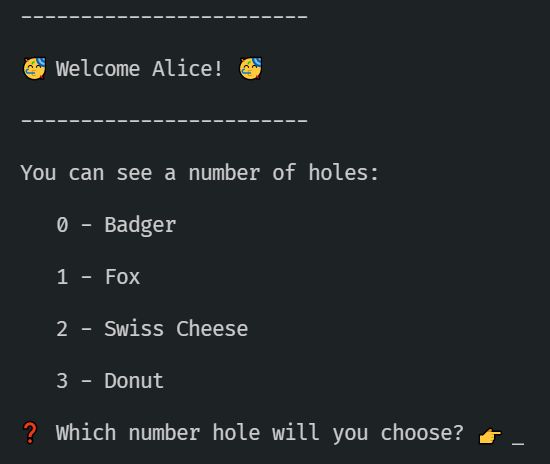 ------------------------
🥳 Welcome Alice! 🥳
------------------------
You can see a number of holes:
0 - Badger
1 - Fox
2 - Swiss Cheese
3 - Donut
❓ Which number hole will you choose? 👉 _